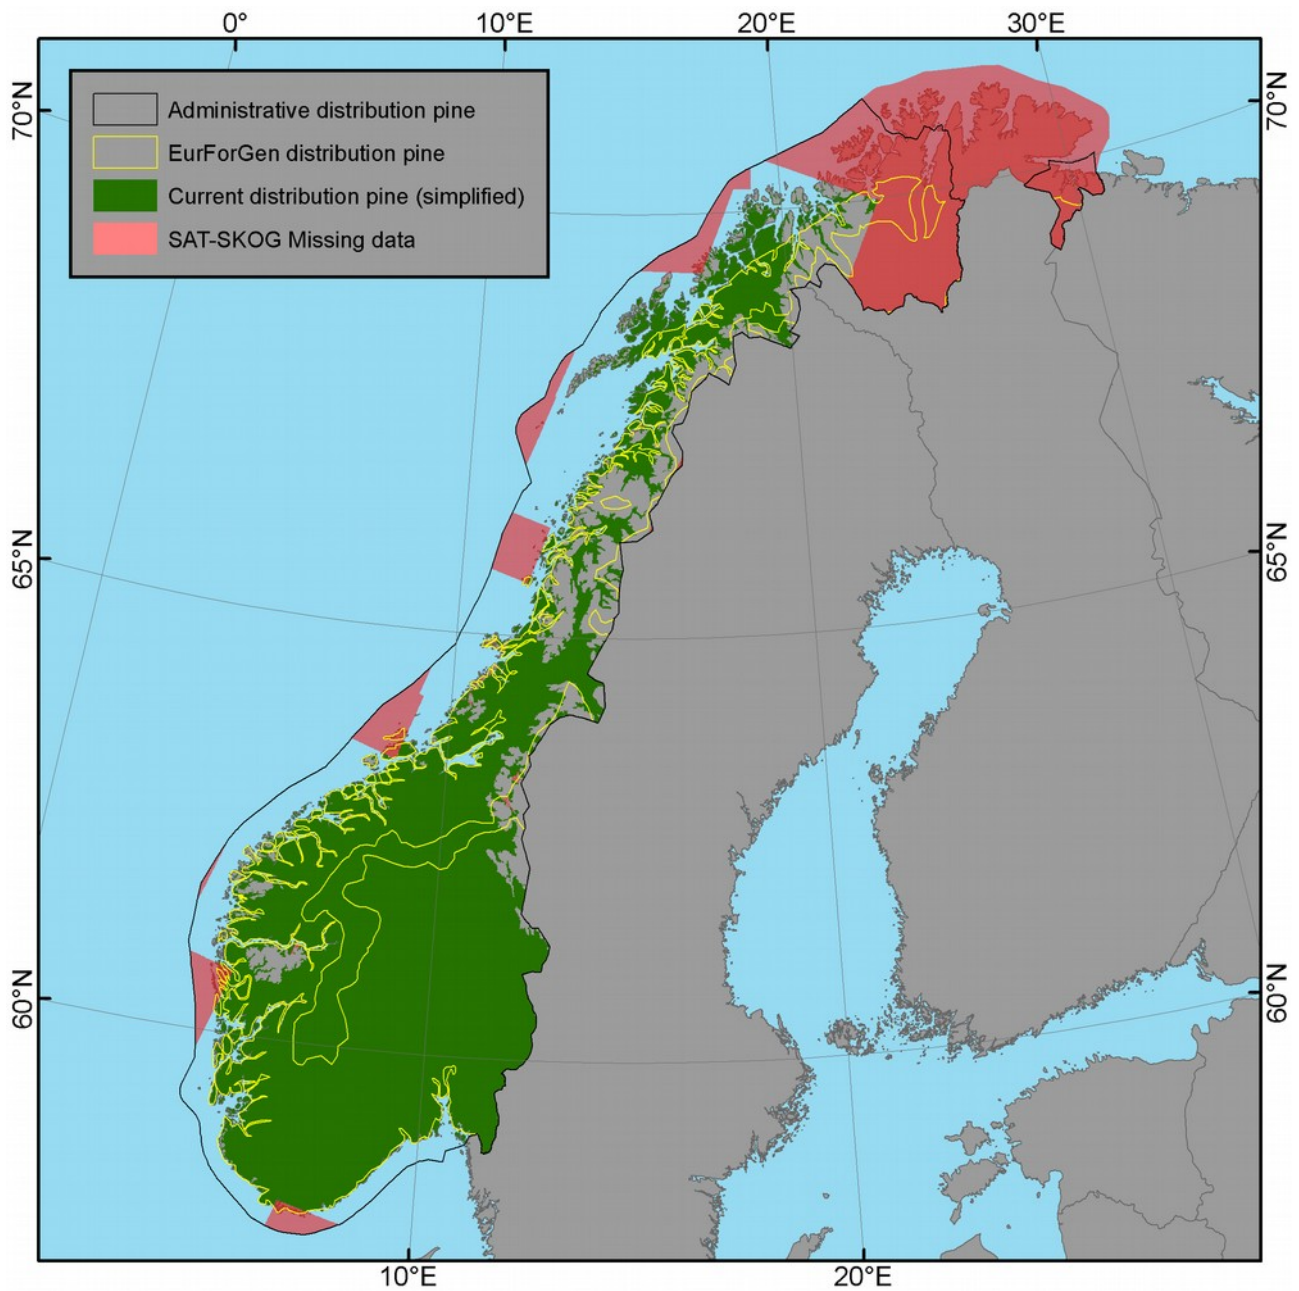 0° 10°E 20°E 30°E
70°N 70°N
Administrative distribution pine
EurForGen distribution pine
Current distribution pine (simplified)
SAT-SKOG Missing data
65°N 65°N
60°N 60°N
10°E 20°E